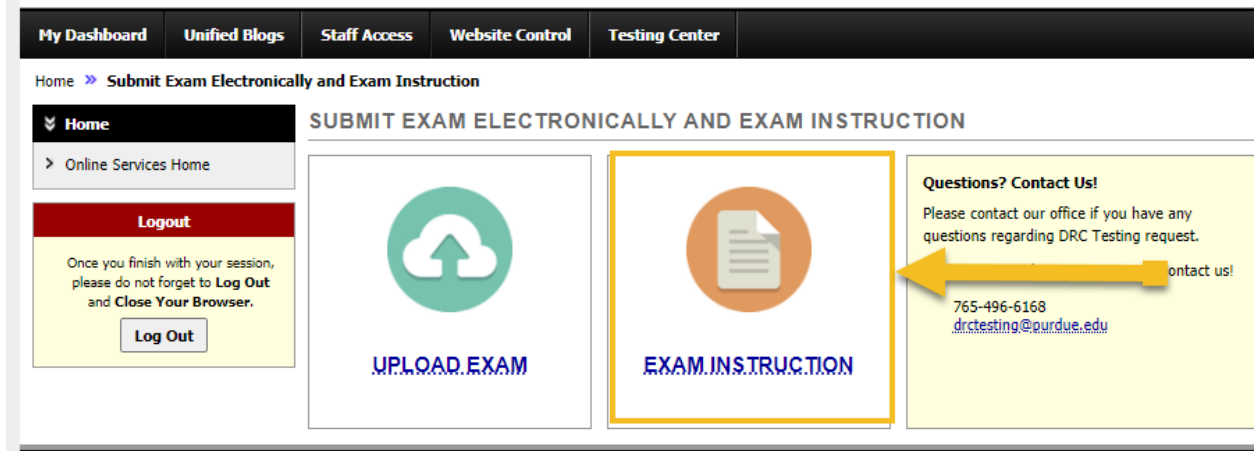 My Dashboard Unified Blogs Staff Access Website Control Testing Center
Home » Submit Exam Electronically and Exam Instruction
Home
Online Services Home
Logout
Once you finish with your session,
please do not forget to Log Out
and Close Your Browser.
Log Out
SUBMIT EXAM ELECTRONICALLY AND EXAM INSTRUCTION
UPLOAD EXAM
EXAM INSTRUCTION
Questions? Contact Us!
Please contact our office if you have any
questions regarding DRC Testing request.
contact us!
765-496-6168
drctesting@purdue.edu